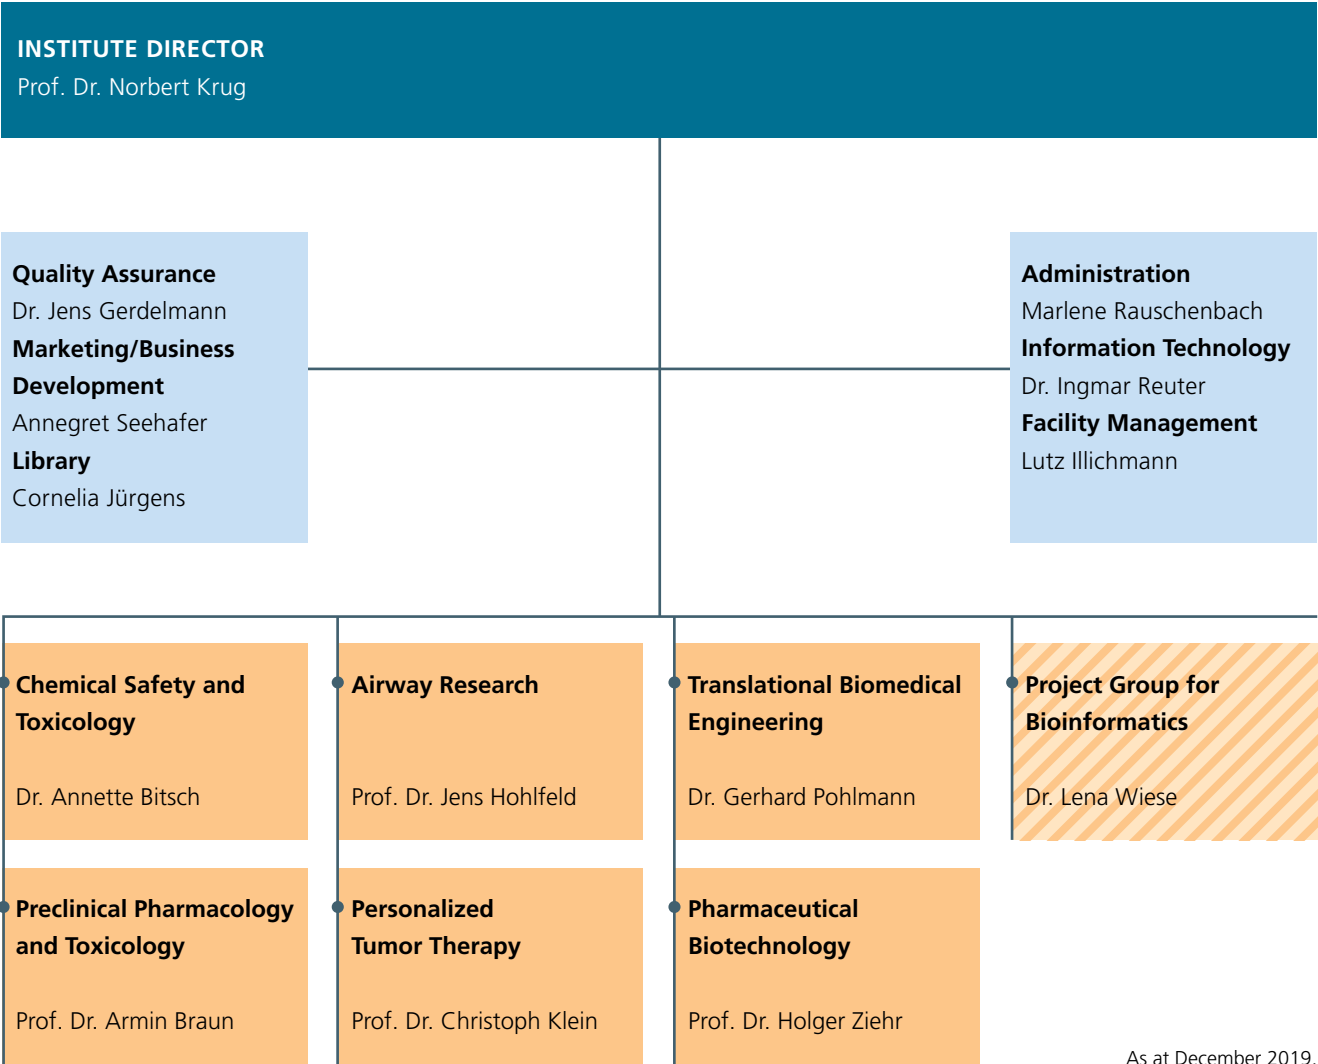 INSTITUTE DIRECTOR
Prof. Dr. Norbert Krug
Quality Assurance
Dr. Jens Gerdelmann
Marketing/Business
Development
Annegret Seehafer
Library
Cornelia Jürgens
Administration
Marlene Rauschenbach
Information Technology
Dr. Ingmar Reuter
Facility Management
Lutz Illichmann
Chemical Safety and
Toxicology
Dr. Annette Bitsch
Airway Research
Prof. Dr. Jens Hohlfeld
Translational Biomedical
Engineering
Dr. Gerhard Pohlmann
Project Group for
Bioinformatics
Dr. Lena Wiese
Preclinical Pharmacology
and Toxicology
Prof. Dr. Armin Braun
Personalized
Tumor Therapy
Prof. Dr. Christoph Klein
Pharmaceutical
Biotechnology
Prof. Dr. Holger Ziehr
As at December 2019.